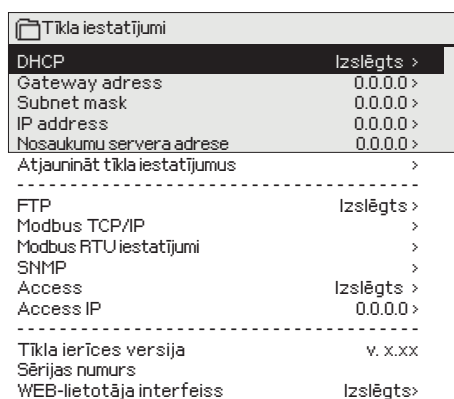 Tīkla iestatījumi
DHCP Izslēgts >
Gateway adress 0.0.0.0 >
Subnet mask 0.0.0.0 >
IP address 0.0.0.0 >
Nosaukumu servera adrese 0.0.0.0 >
Atjaunināt tīkla iestatījumus >
FTP Izslēgts >
Modbus TCP/IP >
Modbus RTU iestatījumi >
SNMP >
Access Izslēgts >
Access IP 0.0.0.0 >
Tīkla ierīces versija v. x.xx
Sērijas numurs
WEB-lietotāja interfeiss Izslēgts>